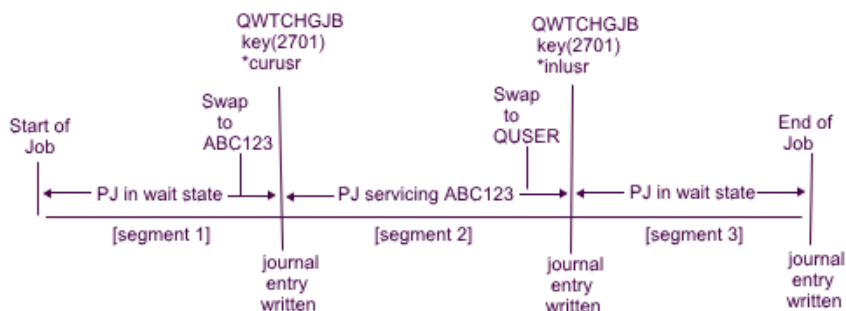 QWTCHGJB
key(2701)
*curusr
QWTCHGJB
key(2701)
*inlusr
Start of
Job
Swap
to
ABC123
Swap
to
QUSER
End of
Job
PJ in wait state
PJ servicing ABC123
PJ in wait state
[segment 1]
[segment 2]
[segment 3]
journal
entry
written
journal
entry
written
journal
entry
written